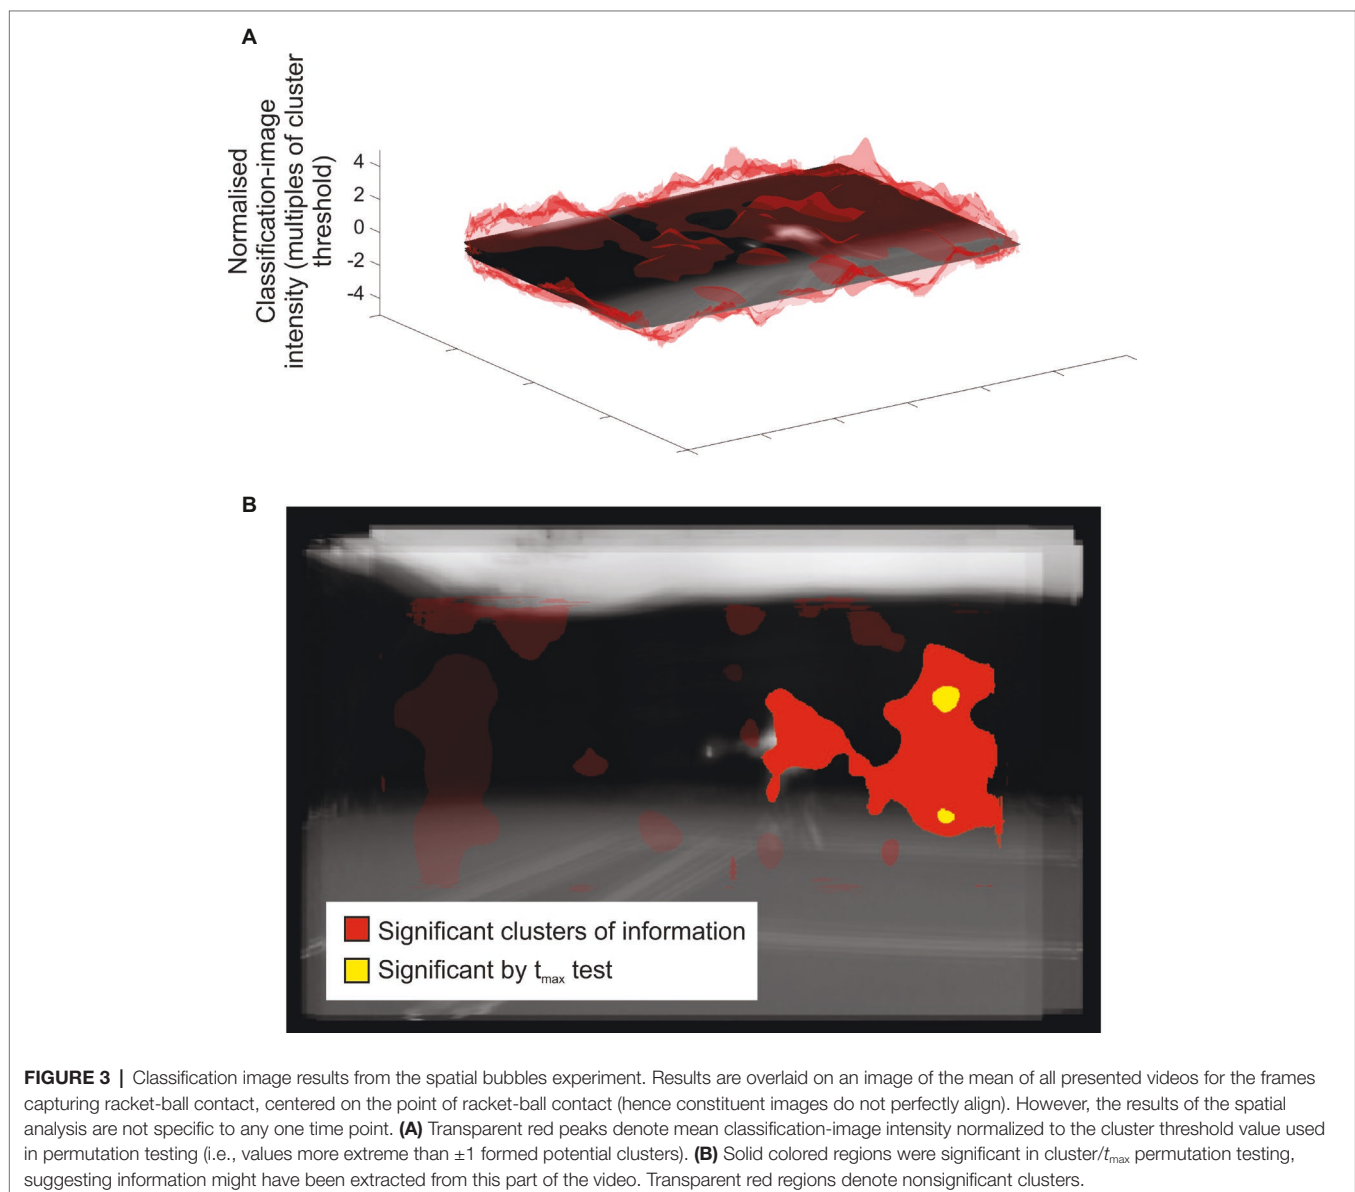 A
Normalised
Classification-image
intensity (multiples of cluster
threshold)
4
2
0
-2
-4
B
Significant clusters of information
Significant by tmax test
FIGURE 3 | Classification image results from the spatial bubbles experiment. Results are overlaid on an image of the mean of all presented videos for the frames
capturing racket-ball contact, centered on the point of racket-ball contact (hence constituent images do not perfectly align). However, the results of the spatial
analysis are not specific to any one time point. (A) Transparent red peaks denote mean classification-image intensity normalized to the cluster threshold value used
in permutation testing (i.e., values more extreme than ±1 formed potential clusters). (B) Solid colored regions were significant in cluster/tmax permutation testing,
suggesting information might have been extracted from this part of the video. Transparent red regions denote nonsignificant clusters.